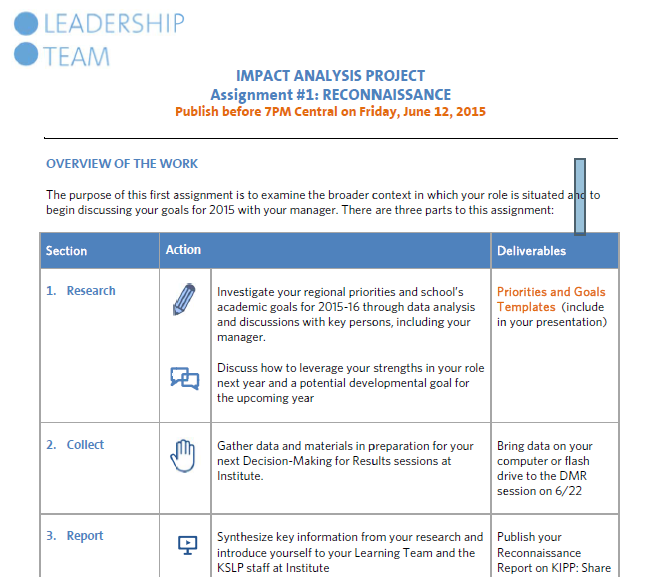 LEADERSHIP
TEAM
IMPACT ANALYSIS PROJECT
Assignment #1: RECONNAISSANCE
Publish before 7PM Central on Friday, June 12, 2015
OVERVIEW OF THE WORK
The purpose of this first assignment is to examine the broader context in which your role is situated and to
begin discussing your goals for 2015 with your manager. There are three parts to this assignment:
Section
Action
Deliverables
1. Research
Investigate your regional priorities and school's
academic goals for 2015-16 through data analysis
and discussions with key persons, including your
manager.
Discuss how to leverage your strengths in your role
next year and a potential developmental goal for
the upcoming year
Priorities and Goals
Templates (include
in your presentation)
2. Collect
Gather data and materials in preparation for your
next Decision-Making for Results sessions at
Institute.
Bring data on your
computer or flash
drive to the DMR
session on 6/22
3. Report
Synthesize key information from your research and
introduce yourself to your Learning Team and the
KSLP staff at Institute
Publish your
Reconnaissance
Report on KIPP: Share